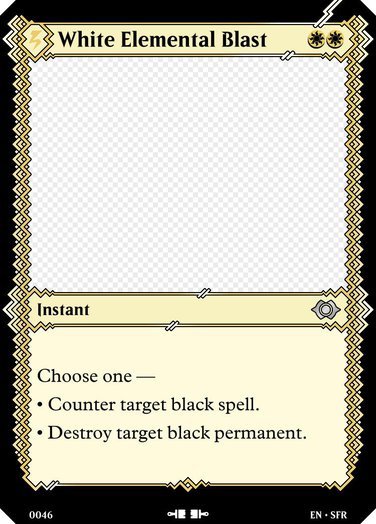 White Elemental Blast
Instant
Choose one —
• Counter target black spell.
• Destroy target black permanent.
0046
EN • SFR